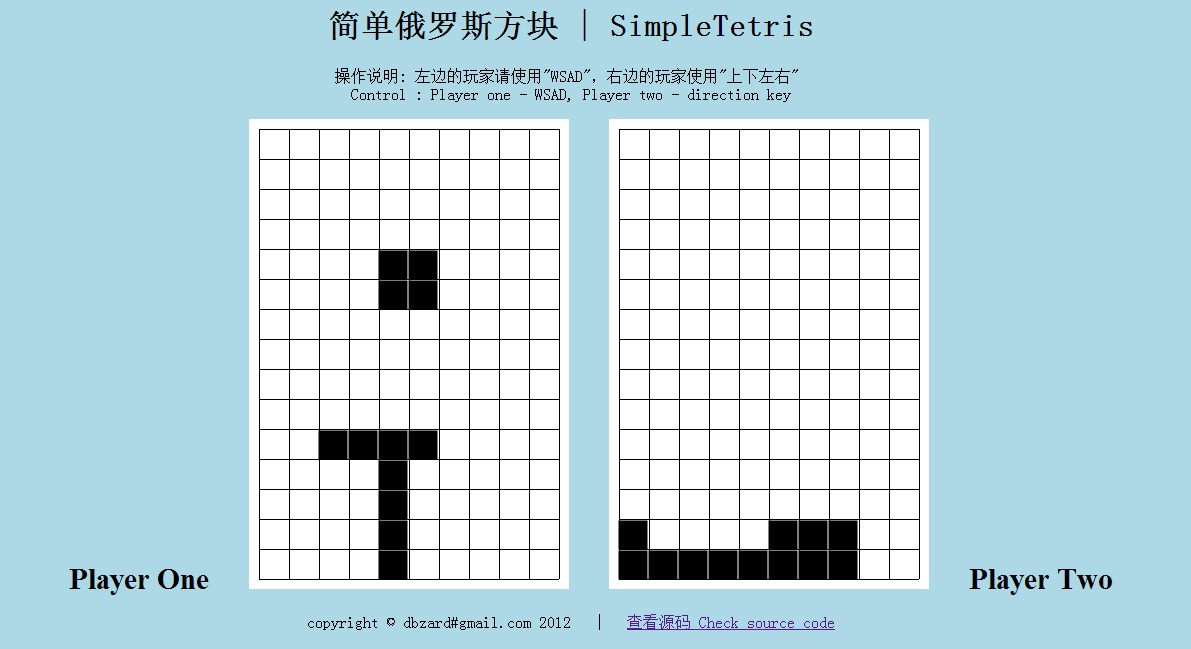 简单俄罗斯方块 | SimpleTetris
操作说明: 左边的玩家请使用"WSAD", 右边的玩家使用"上下左右"
Control : Player one - WSAD, Player two - direction key
Player One
Player Two
copyright © dbzard#gmail.com 2012 | 查看源码 Check source code